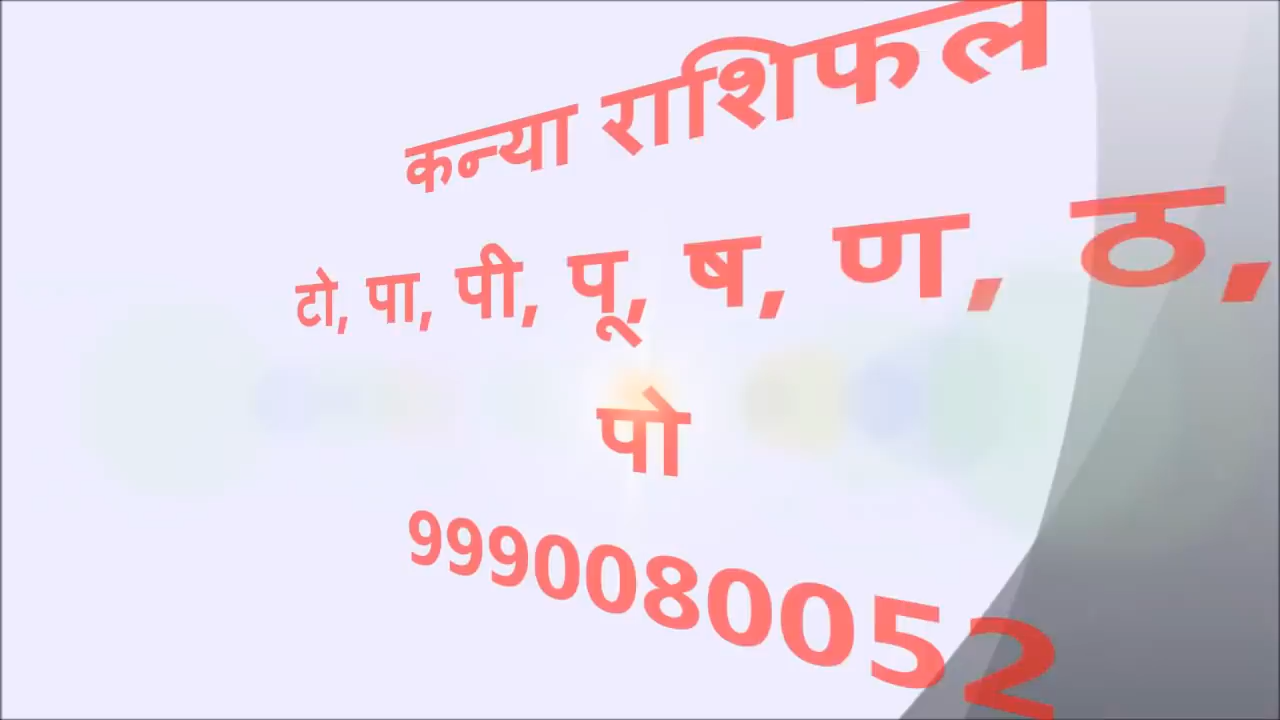 कन्या राशिफल
टो, पा, पी, पू, ष, ण, ठ,
पो
9990080052